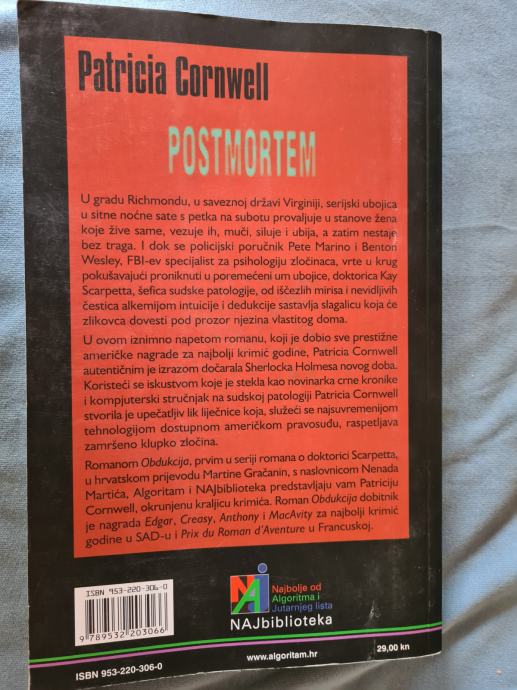 Patricia Cornwell
POSTMORTEM
U gradu Richmondu, u saveznoj državi Virginiji, serijski ubojica
u sitne noćne sate s petka na subotu provaljuje u stanove žena
koje žive same, vezuje ih, muči, siluje i ubija, a zatim nestaje
bez traga. I dok se policijski poručnik Pete Marino i Benton
Wesley, FBI-ev specijalist za psihologiju zločinaca, vrte u krug
pokušavajući proniknuti u poremećeni um ubojice, doktorica Kay
Scarpetta, šefica sudske patologije, od iščezlih mirisa i nevidljivih
čestica alkemijom intuicije i dedukcije sastavlja slagalicu koja će
zlikovca dovesti pod prozor njezina vlastitog doma.
U ovom iznimno napetom romanu, koji je dobio sve prestižne
američke nagrade za najbolji krimić godine, Patricia Cornwell
autentičnim je izrazom dočarala Sherlocka Holmesa novog doba.
Koristeći se iskustvom koje je stekla kao novinarka crne kronike
i kompjuterski stručnjak na sudskoj patologiji Patricia Cornwell
stvorila je upečatljiv lik liječnice koja, služeći se najsuvremenijom
tehnologijom dostupnom američkom pravosuđu, raspetljava
zamršeno klupko zločina.
Romanom Obdukcija, prvim u seriji romana o doktorici Scarpetta,
u hrvatskom prijevodu Martine Gračanin, s naslovnicom Nenada
Martića, Algoritam i NAJbiblioteka predstavljaju vam Patriciju
Cornwell, okrunjenu kraljicu krimića. Roman Obdukcija dobitnik
je nagrada Edgar, Creasy, Anthony i MacAvity za najbolji krimić
godine u SAD-u i Prix du Roman d'Aventure u Francuskoj.
ISBN 953-220-306-0
9 789532 203066
NAJ
Najbolje od
Algoritma i
Jutarnjeg lista
NAJbiblioteka
ISBN 953-220-306-0
www.algoritam.hr
29,00 kn